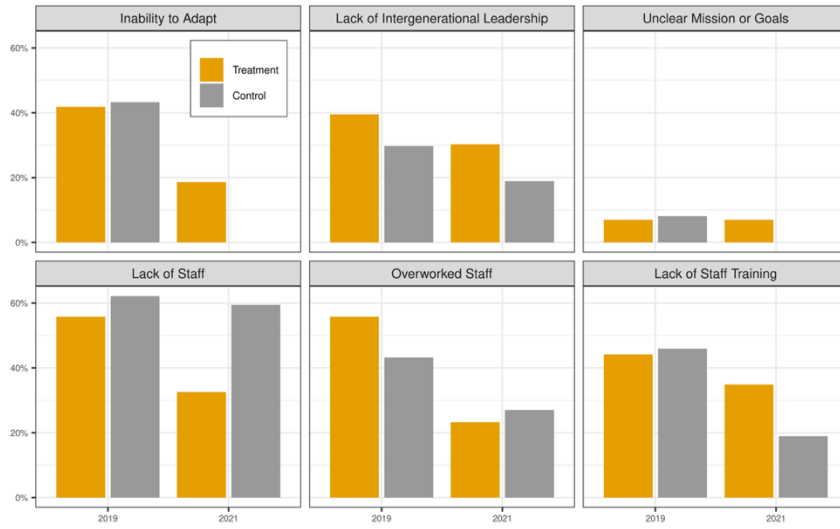 Inability to Adapt
Lack of Intergenerational Leadership
Unclear Mission or Goals
60%
40%
20%
0%
Treatment
Control
Lack of Staff
Overworked Staff
Lack of Staff Training
60%
40%
20%
0%
2019
2021
2019
2021
2019
2021